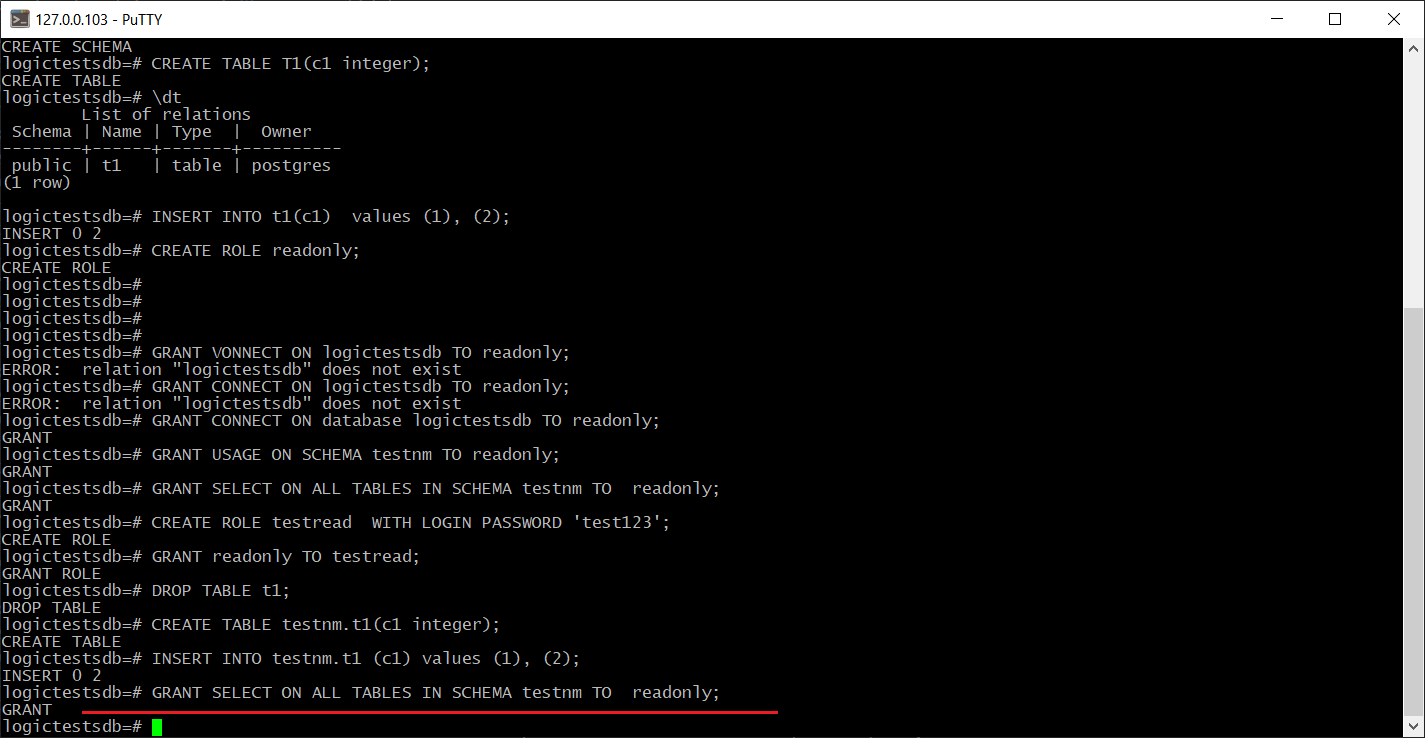 127.0.0.103 - PuTTY
CREATE SCHEMA
logictestsdb=# CREATE TABLE T1(c1 integer);
CREATE TABLE
logictestsdb=# \dt
        List of relations
 Schema | Name | Type  |  Owner
--------+------+-------+----------
 public | t1   | table | postgres
(1 row)
logictestsdb=# INSERT INTO t1(c1)  values (1), (2);
INSERT 0 2
logictestsdb=# CREATE ROLE readonly;
CREATE ROLE
logictestsdb=#
logictestsdb=#
logictestsdb=#
logictestsdb=#
logictestsdb=# GRANT VONNECT ON logictestsdb TO readonly;
ERROR:  relation "logictestsdb" does not exist
logictestsdb=# GRANT CONNECT ON logictestsdb TO readonly;
ERROR:  relation "logictestsdb" does not exist
logictestsdb=# GRANT CONNECT ON database logictestsdb TO readonly;
GRANT
logictestsdb=# GRANT USAGE ON SCHEMA testnm TO readonly;
GRANT
logictestsdb=# GRANT SELECT ON ALL TABLES IN SCHEMA testnm TO  readonly;
GRANT
logictestsdb=# CREATE ROLE testread  WITH LOGIN PASSWORD 'test123';
CREATE ROLE
logictestsdb=# GRANT readonly TO testread;
GRANT ROLE
logictestsdb=# DROP TABLE t1;
DROP TABLE
logictestsdb=# CREATE TABLE testnm.t1(c1 integer);
CREATE TABLE
logictestsdb=# INSERT INTO testnm.t1 (c1) values (1), (2);
INSERT 0 2
logictestsdb=# GRANT SELECT ON ALL TABLES IN SCHEMA testnm TO  readonly;
GRANT
logictestsdb=#